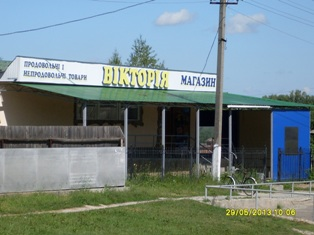 ПРОДОВОЛЬЧІ І
НЕПРОДОВОЛЬЧІ ТОВАРИ
ВІКТОРІЯ
МАГАЗИН
29/05/2013 10:06